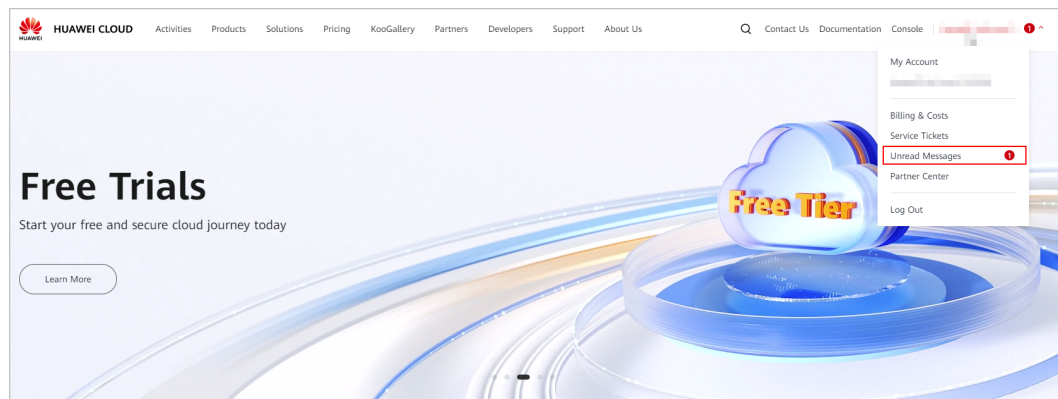 HUAWEI
HUAWEI CLOUD Activities Products Solutions Pricing KooGallery Partners Developers Support About Us Contact Us Documentation Console 1
My Account
Billing & Costs
Service Tickets
Unread Messages 1
Partner Center
Log Out
Free Trials
Start your free and secure cloud journey today
Learn More
Free Tier